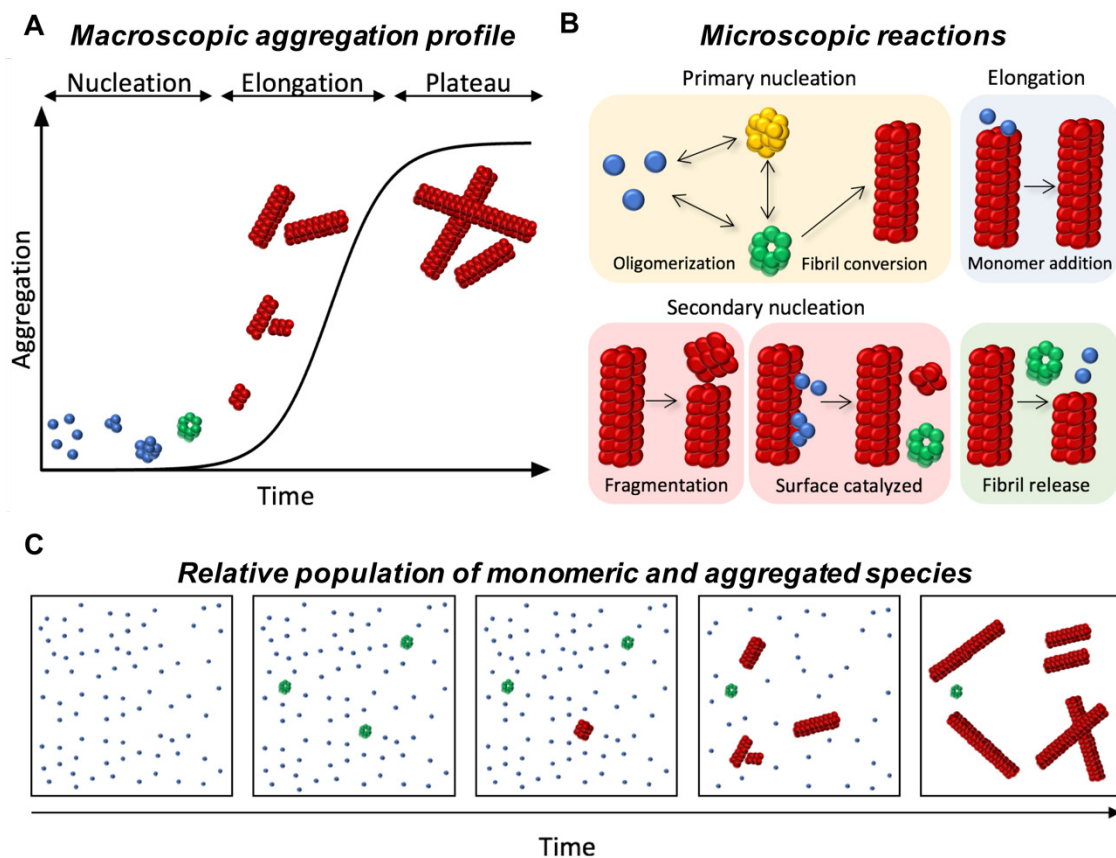 A
Macroscopic aggregation profile
Nucleation Elongation Plateau
Aggregation
Time
B
Microscopic reactions
Primary nucleation Elongation
Oligomerization Fibril conversion Monomer addition
Secondary nucleation
Fragmentation Surface catalyzed Fibril release
C
Relative population of monomeric and aggregated species
Time